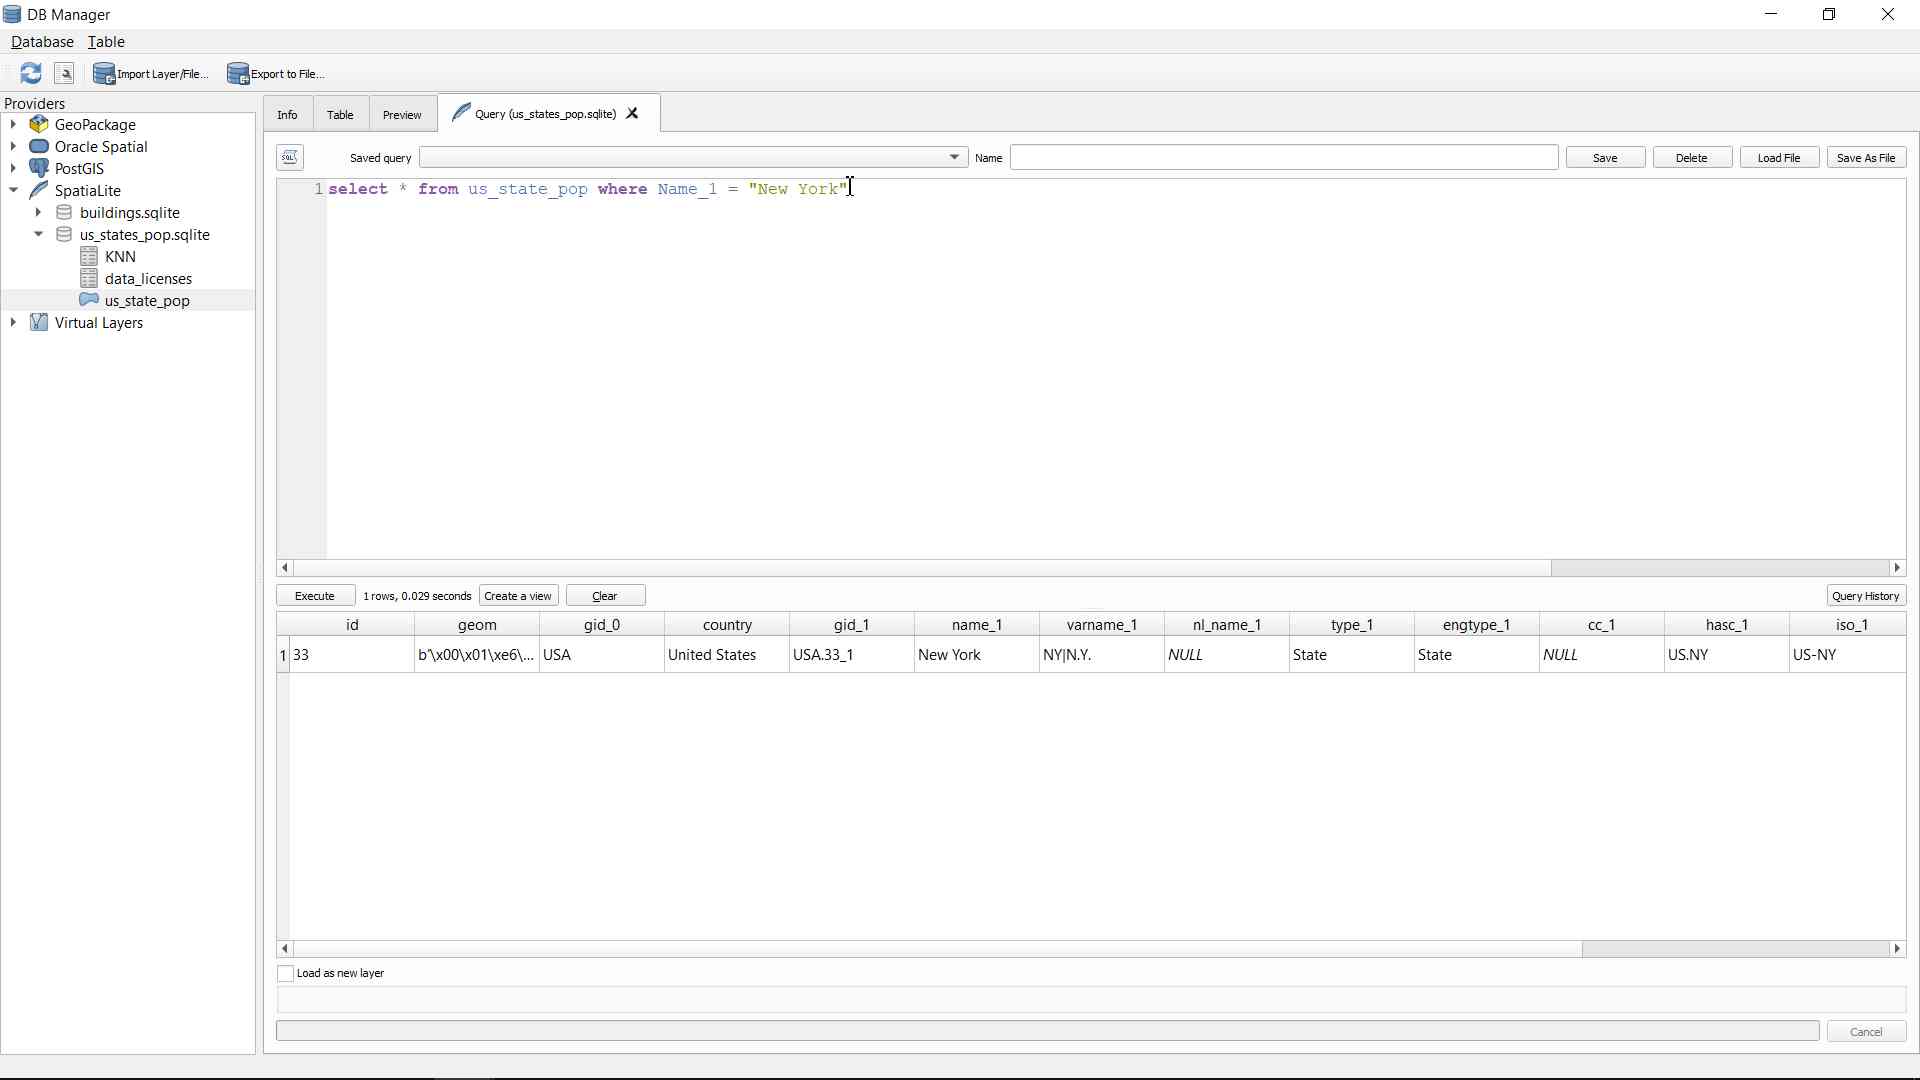 DB Manager
Database Table
Import Layer/File... Export to File...
Providers
GeoPackage
Oracle Spatial
PostGIS
SpatiaLite
buildings.sqlite
us_states_pop.sqlite
KNN
data_licenses
us_state_pop
Virtual Layers
Info Table Preview Query (us_states_pop.sqlite)
SQL Saved query Name Save Delete Load File Save As File
1 select * from us_state_pop where Name_1 = "New York"
Execute 1 rows, 0.029 seconds Create a view Clear Query History
id geom gid_0 country gid_1 name_1 varname_1 nl_name_1 type_1 engtype_1 cc_1 hasc_1 iso_1
1 33 b'\x00\x01\xe6\... USA United States USA.33_1 New York NY|N.Y. NULL State State NULL US.NY US-NY
Load as new layer
Cancel